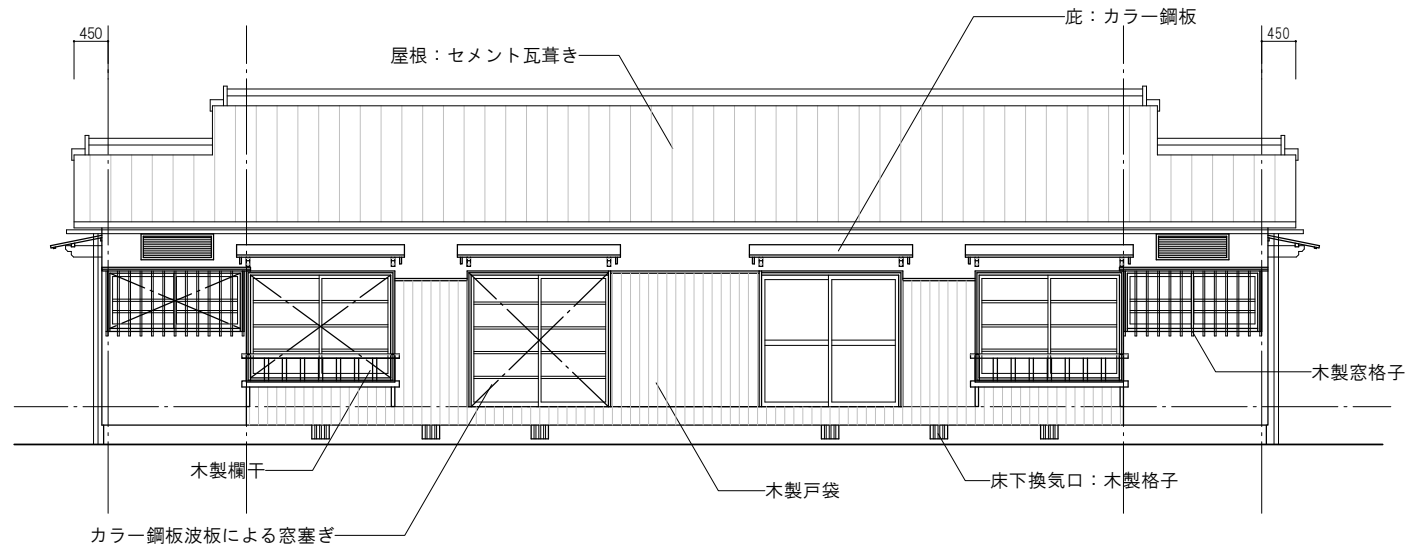 庇：カラー鋼板
450
450
屋根：セメント瓦葺き
木製窓格子
木製欄干
木製戸袋
床下換気口：木製格子
カラー鋼板波板による窓塞ぎ